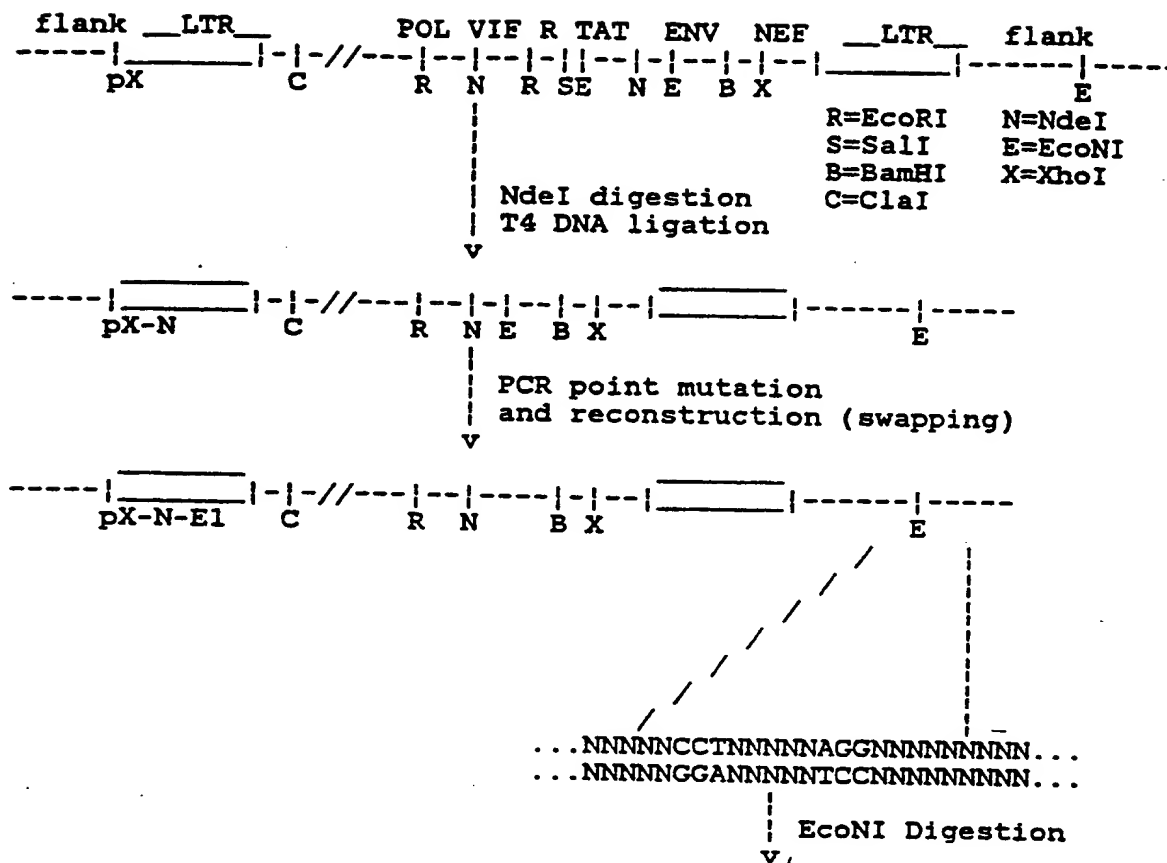 flank __LTR__ POL VIF R TAT ENV NEF __LTR__ flank
pX C R N R SE N E B X E
R=EcoRI N=NdeI
S=SalI E=EcoNI
B=BamHI X=XhoI
C=ClaI
NdeI digestion
T4 DNA ligation
pX-N C R N E B X E
PCR point mutation
and reconstruction (swapping)
pX-N-E1 C R N B X E
...NNNNNCCTNNNNNAGGNNNNNNNNN...
...NNNNNGGANNNNNTCCNNNNNNNNN...
EcoNI Digestion